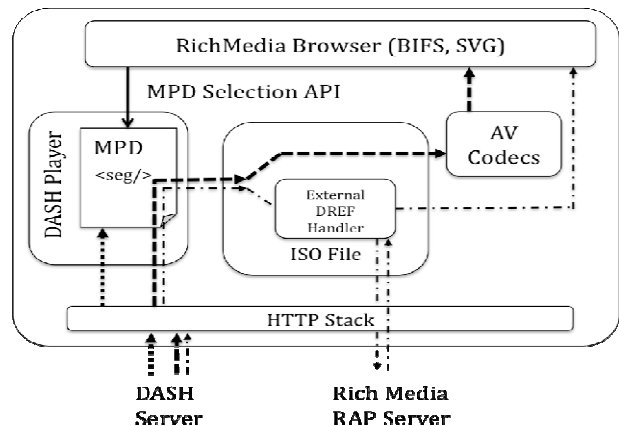 RichMedia Browser (BIFS, SVG)
MPD Selection API
DASH Player
MPD
<seg/>
AV
Codecs
External
DREF
Handler
ISO File
HTTP Stack
DASH
Server
Rich Media
RAP Server